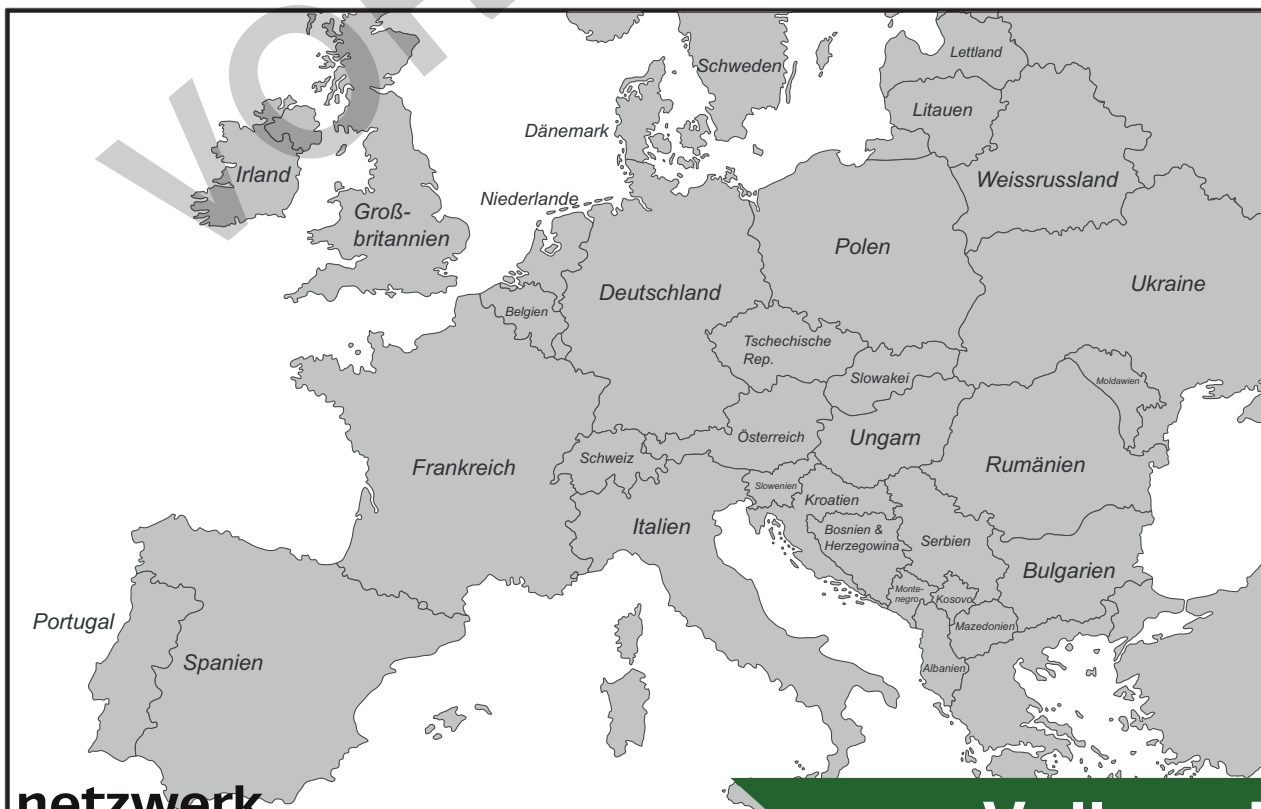 Lettland
Schweden
Litauen
Dänemark
Irland
Weissrussland
Niederlande
Groß-
britannien
Polen
Ukraine
Deutschland
Belgien
Tschechische
Rep.
Slowakei
Moldawien
Österreich
Ungarn
Schweiz
Frankreich
Rumänien
Slowenien
Kroatien
Italien
Bosnien &
Herzegowina
Serbien
Bulgarien
Monte-
negro
Kosovo
Portugal
Mazedonien
Spanien
Albanien
netzwerk